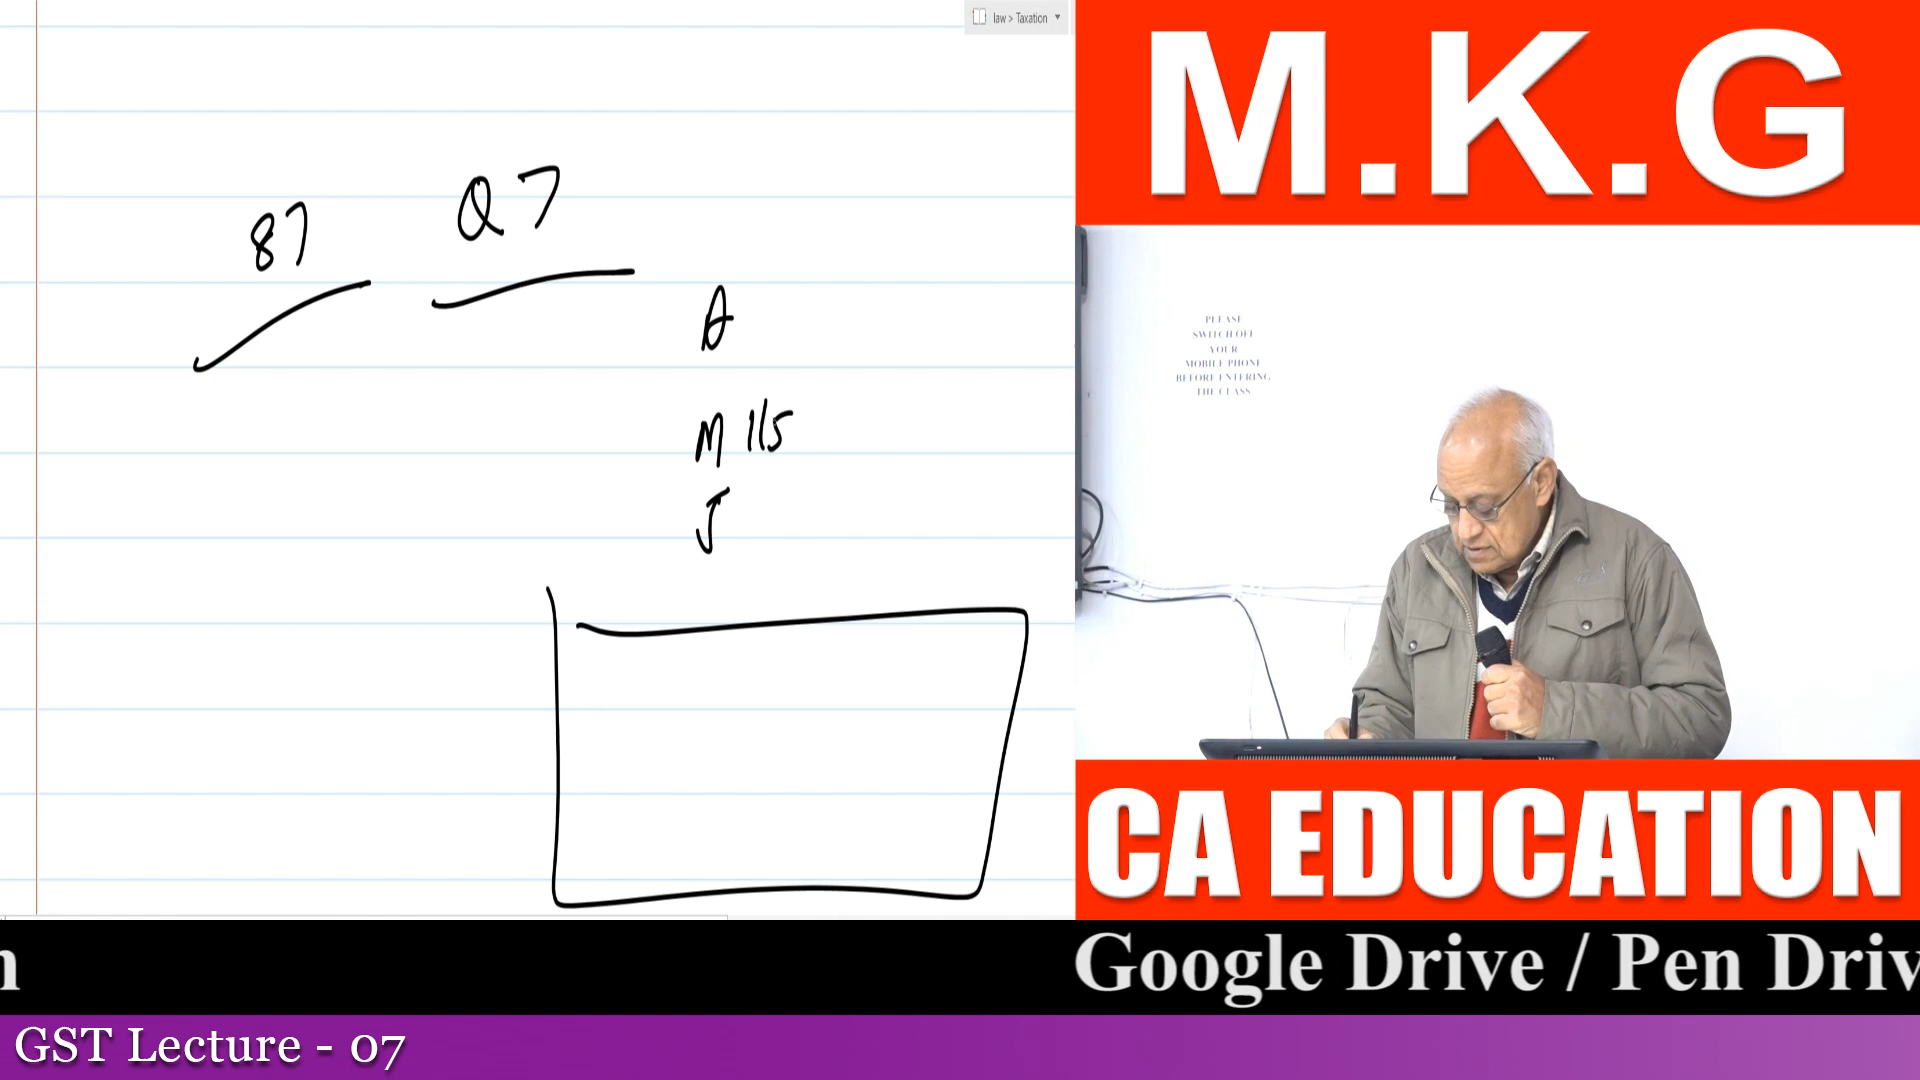 law > Taxation
87 Q7
A
M 115
J
M.K.G
PLEASE
SWITCH OFF
YOUR
MOBILE PHONE
BEFORE ENTERING
THE CLASS
CA EDUCATION
n Google Drive / Pen Driv
GST Lecture - 07